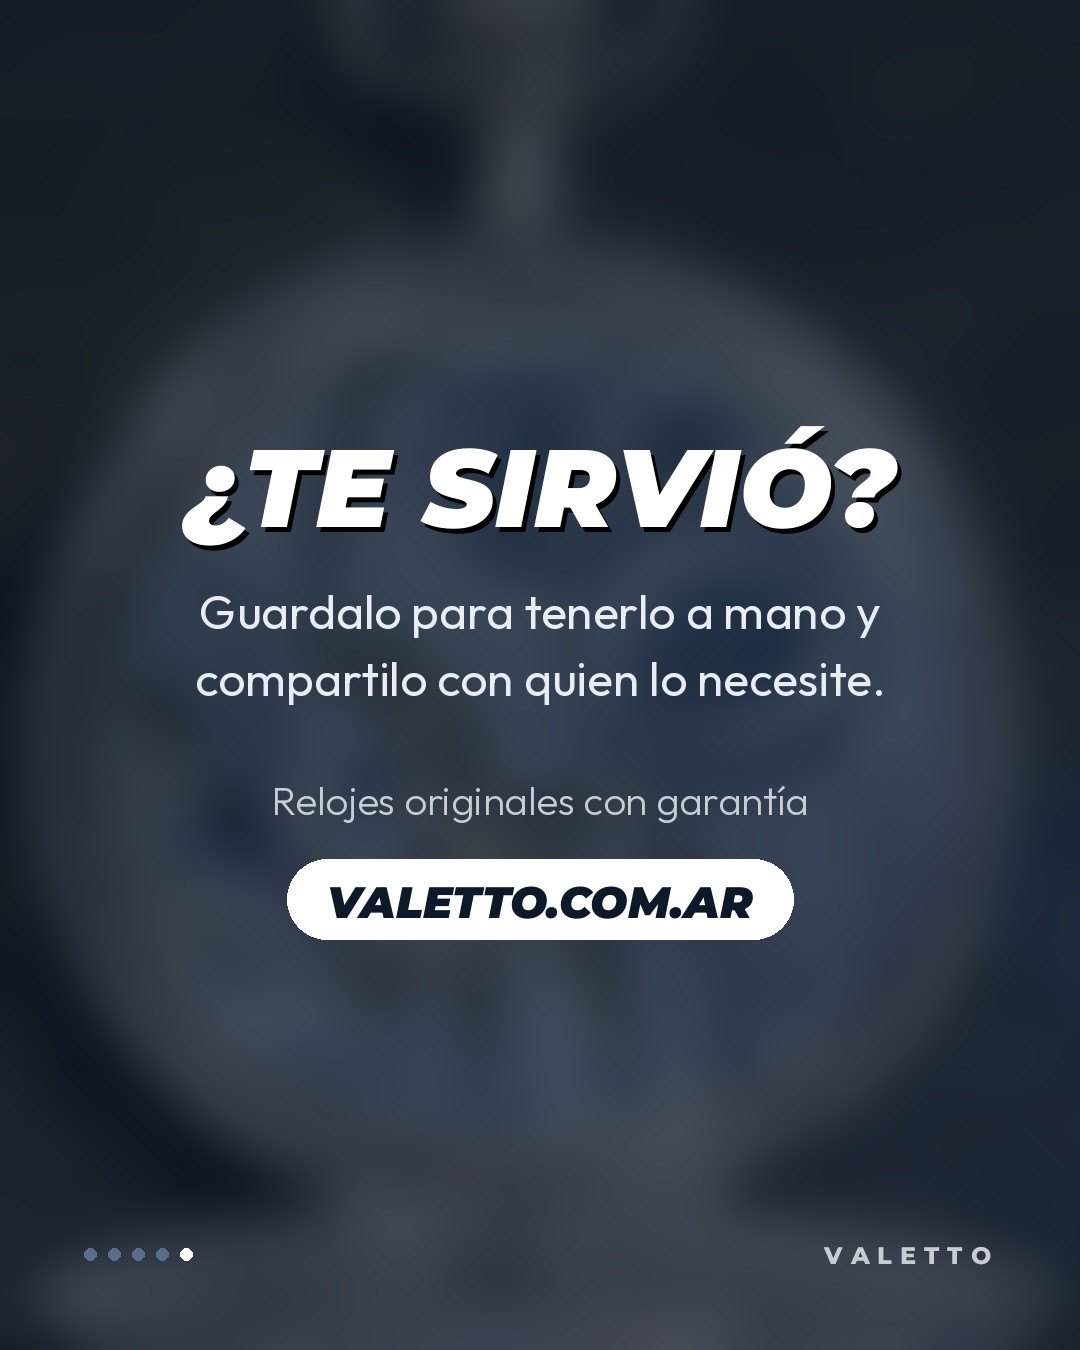 ¿TE SIRVIÓ?
Guardalo para tenerlo a mano y
compartilo con quien lo necesite.
Relojes originales con garantía
VALETTO.COM.AR
VALETTO